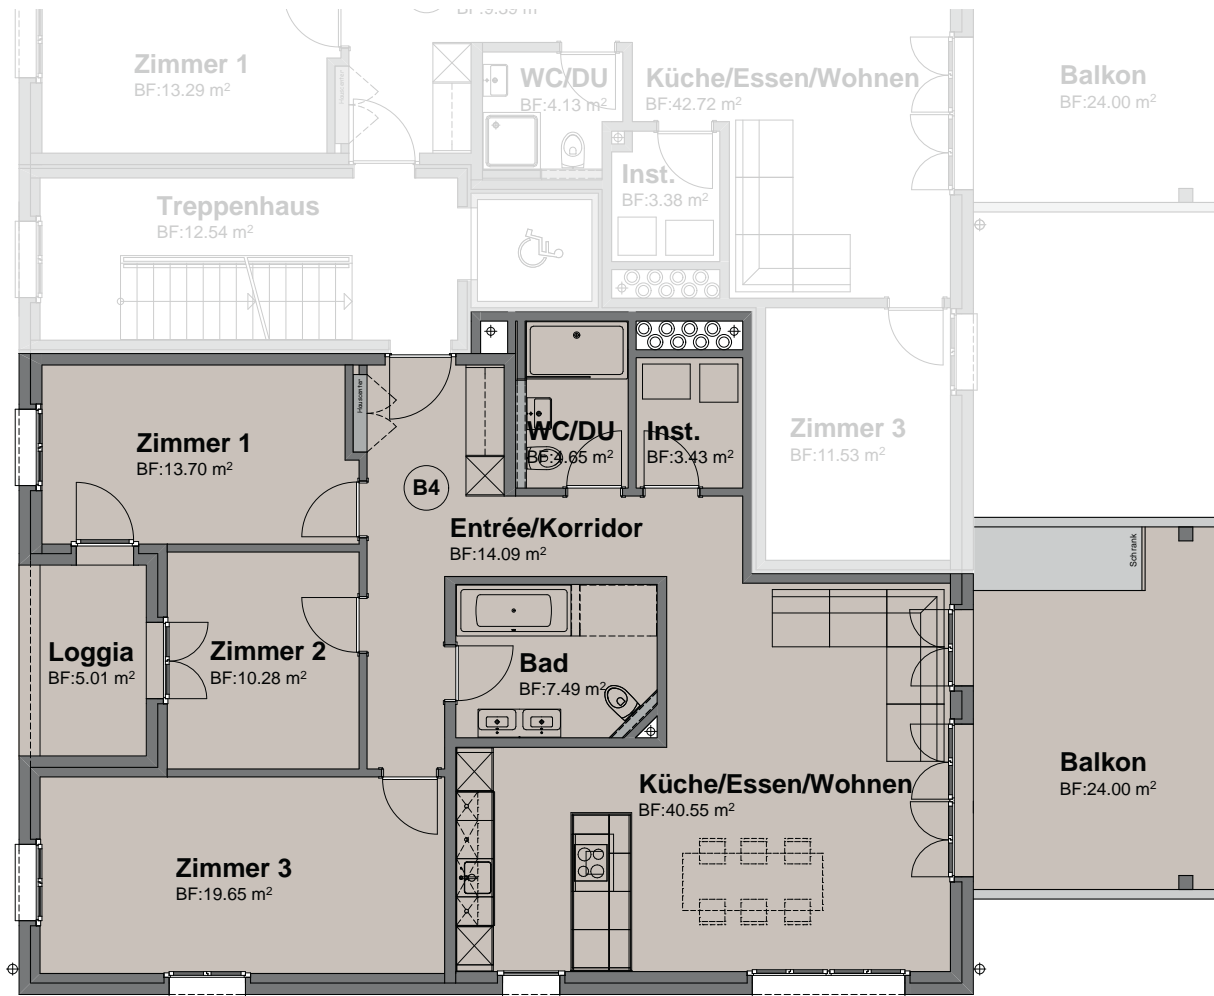 BF:9.59 m²
Zimmer 1
BF:13.29 m²
WC/DU
BF:4.13 m²
Küche/Essen/Wohnen
BF:42.72 m²
Balkon
BF:24.00 m²
Inst.
BF:3.38 m²
Treppenhaus
BF:12.54 m²
Zimmer 3
BF:11.53 m²
Hauscenter
Zimmer 1
BF:13.70 m²
WC/DU
BF:4.65 m²
Inst.
BF:3.43 m²
B4
Entrée/Korridor
BF:14.09 m²
Schrank
Loggia
BF:5.01 m²
Zimmer 2
BF:10.28 m²
Bad
BF:7.49 m²
Küche/Essen/Wohnen
BF:40.55 m²
Balkon
BF:24.00 m²
Zimmer 3
BF:19.65 m²